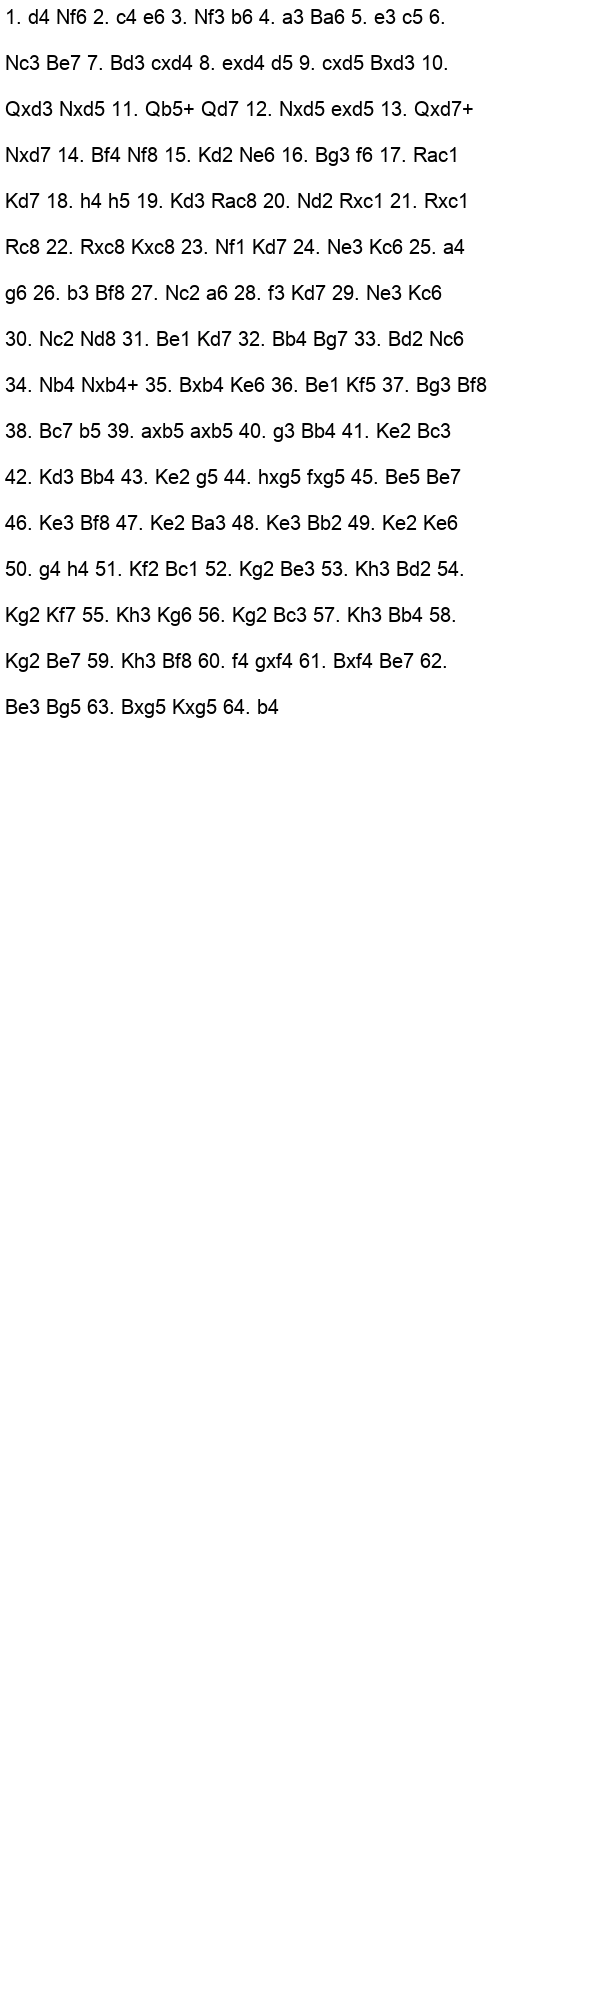 1. d4 Nf6 2. c4 e6 3. Nf3 b6 4. a3 Ba6 5. e3 c5 6.
Nc3 Be7 7. Bd3 cxd4 8. exd4 d5 9. cxd5 Bxd3 10.
Qxd3 Nxd5 11. Qb5+ Qd7 12. Nxd5 exd5 13. Qxd7+
Nxd7 14. Bf4 Nf8 15. Kd2 Ne6 16. Bg3 f6 17. Rac1
Kd7 18. h4 h5 19. Kd3 Rac8 20. Nd2 Rxc1 21. Rxc1
Rc8 22. Rxc8 Kxc8 23. Nf1 Kd7 24. Ne3 Kc6 25. a4
g6 26. b3 Bf8 27. Nc2 a6 28. f3 Kd7 29. Ne3 Kc6
30. Nc2 Nd8 31. Be1 Kd7 32. Bb4 Bg7 33. Bd2 Nc6
34. Nb4 Nxb4+ 35. Bxb4 Ke6 36. Be1 Kf5 37. Bg3 Bf8
38. Bc7 b5 39. axb5 axb5 40. g3 Bb4 41. Ke2 Bc3
42. Kd3 Bb4 43. Ke2 g5 44. hxg5 fxg5 45. Be5 Be7
46. Ke3 Bf8 47. Ke2 Ba3 48. Ke3 Bb2 49. Ke2 Ke6
50. g4 h4 51. Kf2 Bc1 52. Kg2 Be3 53. Kh3 Bd2 54.
Kg2 Kf7 55. Kh3 Kg6 56. Kg2 Bc3 57. Kh3 Bb4 58.
Kg2 Be7 59. Kh3 Bf8 60. f4 gxf4 61. Bxf4 Be7 62.
Be3 Bg5 63. Bxg5 Kxg5 64. b4